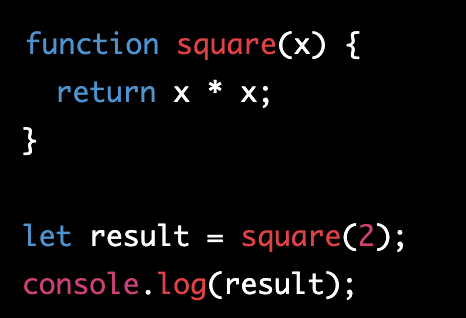 function square(x) {
  return x * x;
}
let result = square(2);
console.log(result);